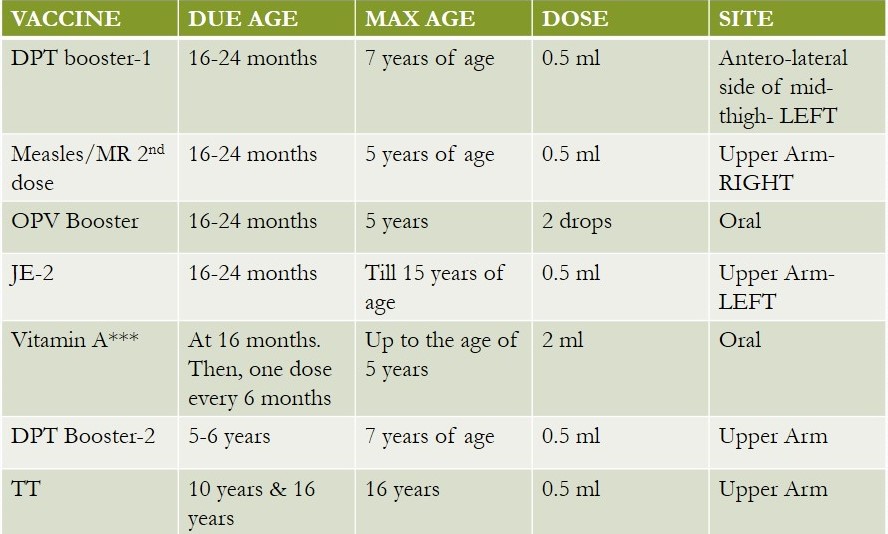 VACCINE DUE AGE MAX AGE DOSE SITE
DPT booster-1 16-24 months 7 years of age 0.5 ml Antero-lateral
side of mid-
thigh- LEFT
Measles/MR 2nd 16-24 months 5 years of age 0.5 ml Upper Arm-
dose RIGHT
OPV Booster 16-24 months 5 years 2 drops Oral
JE-2 16-24 months Till 15 years of 0.5 ml Upper Arm-
age LEFT
Vitamin A*** At 16 months. Up to the age of 2 ml Oral
Then, one dose 5 years
every 6 months
DPT Booster-2 5-6 years 7 years of age 0.5 ml Upper Arm
TT 10 years & 16 16 years 0.5 ml Upper Arm
years